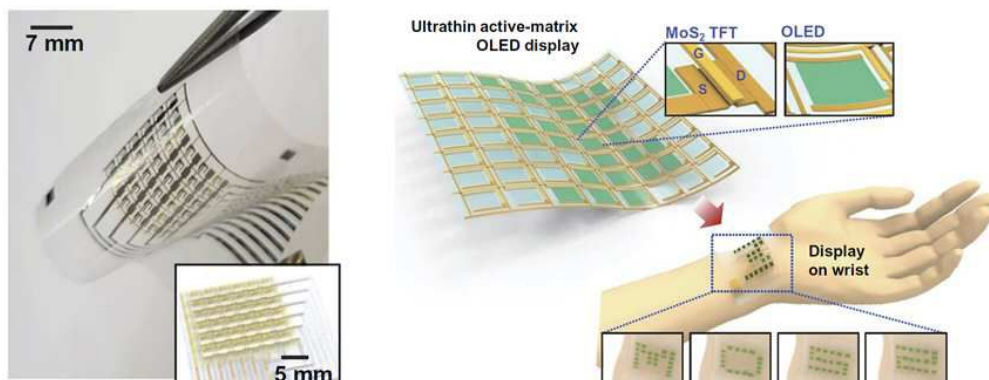 7 mm
5 mm
Ultrathin active-matrix
OLED display
MoS₂ TFT
G
S
D
OLED
Display
on wrist